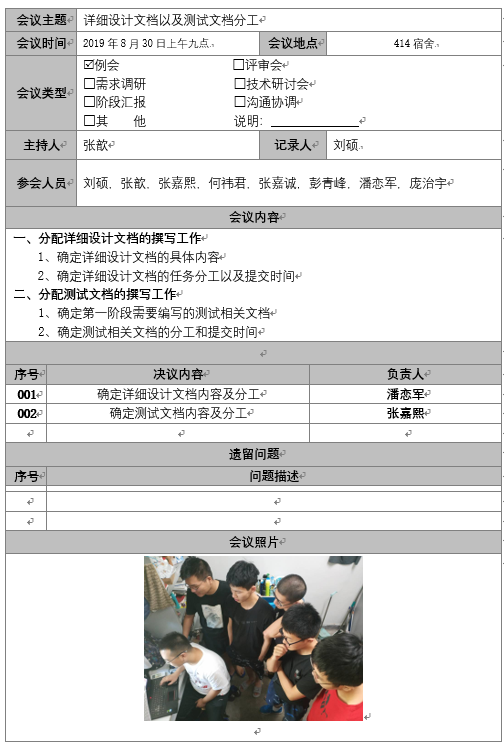 会议主题 详细设计文档以及测试文档分工
会议时间 2019年8月30日上午九点. 会议地点 414宿舍.
会议类型
☑例会 □评审会
□需求调研 □技术研讨会
□阶段汇报 □沟通协调
□其 他 说明:
主持人 张歆 记录人 刘硕.
参会人员 刘硕, 张歆, 张嘉熙, 何祎君, 张嘉诚, 彭青峰, 潘恋军, 庞治宇
会议内容
一、分配详细设计文档的撰写工作
1、确定详细设计文档的具体内容
2、确定详细设计文档的任务分工以及提交时间
二、分配测试文档的撰写工作
1、确定第一阶段需要编写的测试相关文档
2、确定测试相关文档的分工和提交时间
序号 决议内容 负责人
001 确定详细设计文档内容及分工 潘恋军
002 确定测试文档内容及分工 张嘉熙
遗留问题
序号 问题描述
会议照片